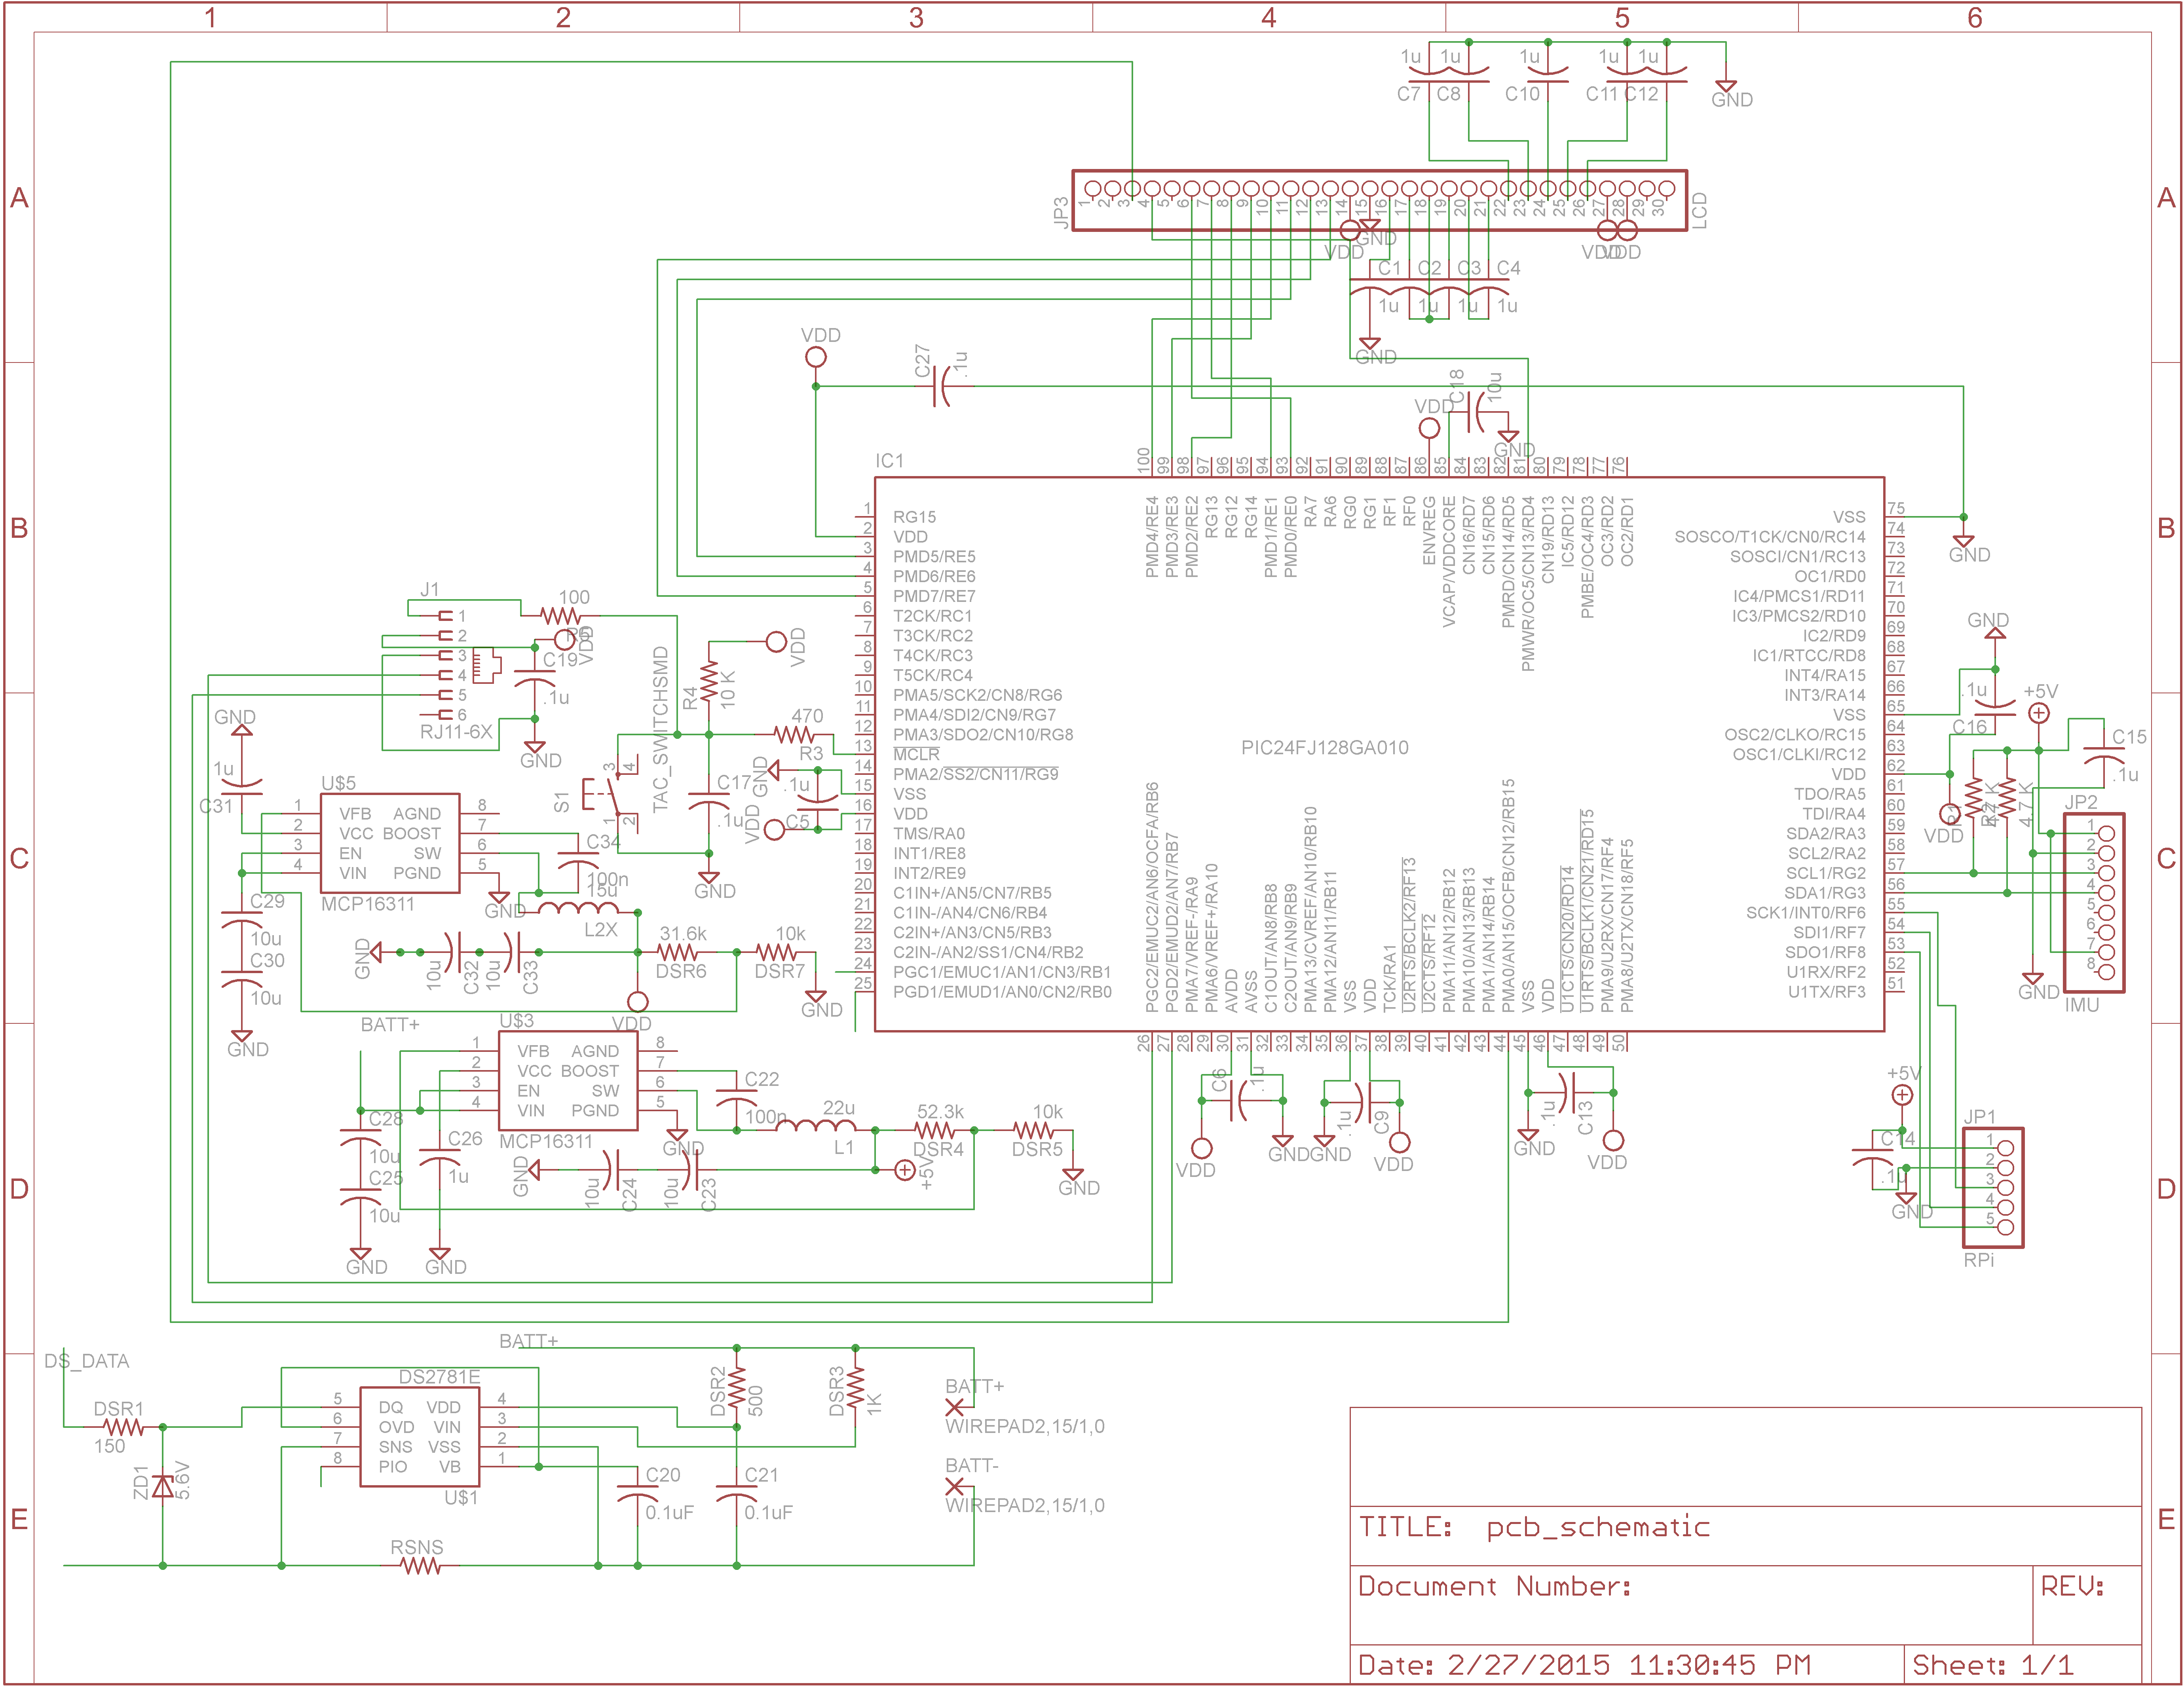 1 2 3 4 5 6
A A
B B
C C
D D
E E
1u 1u 1u 1u 1u
C7 C8 C10 C11 C12
GND
JP3
1 2 3 4 5 6 7 8 9 10 11 12 13 14 15 16 17 18 19 20 21 22 23 24 25 26 27 28 29 30
LCD
VDD GND VDD VDD
C1 C2 C3 C4
1u 1u 1u 1u
GND
VDD
C27 .1u
C18 10u
VDD
GND
IC1
PIC24FJ128GA010
1 RG15
2 VDD
3 PMD5/RE5
4 PMD6/RE6
5 PMD7/RE7
6 T2CK/RC1
7 T3CK/RC2
8 T4CK/RC3
9 T5CK/RC4
10 PMA5/SCK2/CN8/RG6
11 PMA4/SDI2/CN9/RG7
12 PMA3/SDO2/CN10/RG8
13 MCLR
14 PMA2/SS2/CN11/RG9
15 VSS
16 VDD
17 TMS/RA0
18 INT1/RE8
19 INT2/RE9
20 C1IN+/AN5/CN7/RB5
21 C1IN-/AN4/CN6/RB4
22 C2IN+/AN3/CN5/RB3
23 C2IN-/AN2/SS1/CN4/RB2
24 PGC1/EMUC1/AN1/CN3/RB1
25 PGD1/EMUD1/AN0/CN2/RB0
100 99 98 97 96 95 94 93 92 91 90 89 88 87 86 85 84 83 82 81 80 79 78 77 76
PMD4/RE4
PMD3/RE3
PMD2/RE2
RG13
RG12
RG14
PMD1/RE1
PMD0/RE0
RA7
RA6
RG0
RG1
RF1
RF0
ENVREG
VCAP/VDDCORE
CN16/RD7
CN15/RD6
PMRD/CN14/RD5
PMWR/OC5/CN13/RD4
CN19/RD13
IC5/RD12
PMBE/OC4/RD3
OC3/RD2
OC2/RD1
VSS 75
SOSCO/T1CK/CN0/RC14 74
SOSCI/CN1/RC13 73
OC1/RD0 72
IC4/PMCS1/RD11 71
IC3/PMCS2/RD10 70
IC2/RD9 69
IC1/RTCC/RD8 68
INT4/RA15 67
INT3/RA14 66
VSS 65
OSC2/CLKO/RC15 64
OSC1/CLKI/RC12 63
VDD 62
TDO/RA5 61
TDI/RA4 60
SDA2/RA3 59
SCL2/RA2 58
SCL1/RG2 57
SDA1/RG3 56
SCK1/INT0/RF6 55
SDI1/RF7 54
SDO1/RF8 53
U1RX/RF2 52
U1TX/RF3 51
PGC2/EMUC2/AN6/OCFA/RB6
PGD2/EMUD2/AN7/RB7
PMA7/VREF-/RA9
PMA6/VREF+/RA10
AVDD
AVSS
C1OUT/AN8/RB8
C2OUT/AN9/RB9
PMA13/CVREF/AN10/RB10
PMA12/AN11/RB11
VSS
VDD
TCK/RA1
U2RTS/BCLK2/RF13
U2CTS/RF12
PMA11/AN12/RB12
PMA10/AN13/RB13
PMA1/AN14/RB14
PMA0/AN15/OCFB/CN12/RB15
VSS
VDD
U1CTS/CN20/RD14
U1RTS/BCLK1/CN21/RD15
PMA9/U2RX/CN17/RF4
PMA8/U2TX/CN18/RF5
26 27 28 29 30 31 32 33 34 35 36 37 38 39 40 41 42 43 44 45 46 47 48 49 50
GND
GND
.1u
C16
+5V
C15
.1u
VDD
4.7 K
JP2
1 2 3 4 5 6 7 8
GND
IMU
J1
1 2 3 4 5 6
RJ11-6X
100
R6
VDD
C19
.1u
GND
TAC_SWITCHSMD
S1
3 4
1 2
R4
10 K
VDD
470
R3
C17
.1u
GND
GND
.1u
VDD
C5
GND
1u
C31
U$5
1 VFB AGND 8
2 VCC BOOST 7
3 EN SW 6
4 VIN PGND 5
MCP16311
C29
10u
C30
10u
GND
GND
C34
100n
15u
L2X
GND
10u C32 10u C33
31.6k
DSR6
10k
DSR7
GND
VDD
BATT+
U$3
1 VFB AGND 8
2 VCC BOOST 7
3 EN SW 6
4 VIN PGND 5
MCP16311
C28
10u
C25
10u
GND
C26
1u
GND
GND
C22
100n
22u
L1
52.3k
DSR4
10k
DSR5
GND
GND
10u C24 10u C23
+5V
C6 .1u
VDD GND
.1u C9
GND VDD
.1u C13
GND VDD
+5V
C14
.1u
GND
JP1
1 2 3 4 5
RPi
DS_DATA
BATT+
DSR1
150
ZD1
5.6V
DS2781E
5 DQ VDD 4
6 OVD VIN 3
7 SNS VSS 2
8 PIO VB 1
U$1
DSR2
500
DSR3
1K
C20
0.1uF
C21
0.1uF
RSNS
BATT+
WIREPAD2,15/1,0
BATT-
WIREPAD2,15/1,0
TITLE: pcb_schematic
Document Number:
REV:
Date: 2/27/2015 11:30:45 PM
Sheet: 1/1